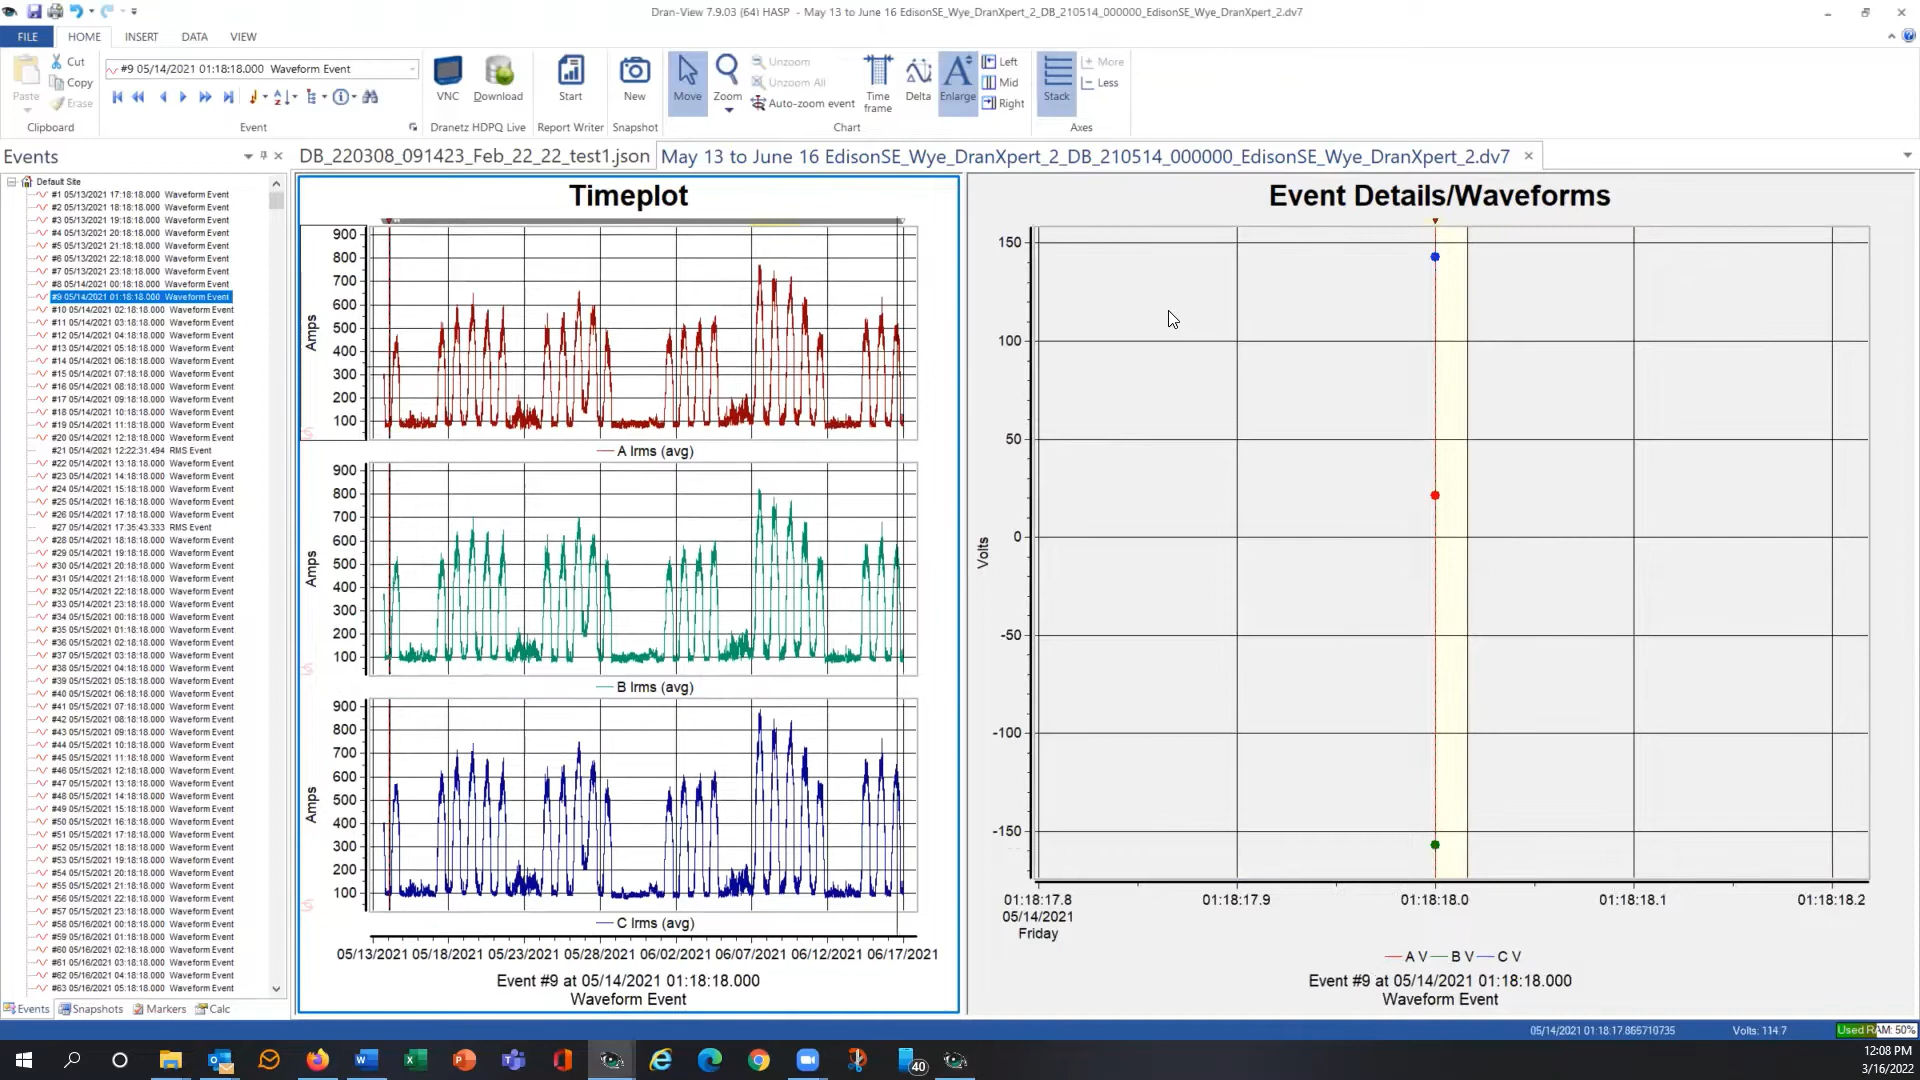 Dran-View 7.9.03 (64) HASP - May 13 to June 16 EdisonSE_Wye_DranXpert_2_DB_210514_000000_EdisonSE_Wye_DranXpert_2.dv7
FILE HOME INSERT DATA VIEW
Paste Cut Copy Erase
Clipboard
#9 05/14/2021 01:18:18.000 Waveform Event
Event
VNC Download
Dranetz HDPQ Live
Start
Report Writer
New
Snapshot
Move Zoom Unzoom Unzoom All Auto-zoom event Time frame Delta Enlarge Left Mid Right
Chart
Stack More Less
Axes
Events
DB_220308_091423_Feb_22_22_test1.json
May 13 to June 16 EdisonSE_Wye_DranXpert_2_DB_210514_000000_EdisonSE_Wye_DranXpert_2.dv7
Default Site
#1 05/13/2021 17:18:18.000 Waveform Event
#2 05/13/2021 18:18:18.000 Waveform Event
#3 05/13/2021 19:18:18.000 Waveform Event
#4 05/13/2021 20:18:18.000 Waveform Event
#5 05/13/2021 21:18:18.000 Waveform Event
#6 05/13/2021 22:18:18.000 Waveform Event
#7 05/13/2021 23:18:18.000 Waveform Event
#8 05/14/2021 00:18:18.000 Waveform Event
#9 05/14/2021 01:18:18.000 Waveform Event
#10 05/14/2021 02:18:18.000 Waveform Event
#11 05/14/2021 03:18:18.000 Waveform Event
#12 05/14/2021 04:18:18.000 Waveform Event
#13 05/14/2021 05:18:18.000 Waveform Event
#14 05/14/2021 06:18:18.000 Waveform Event
#15 05/14/2021 07:18:18.000 Waveform Event
#16 05/14/2021 08:18:18.000 Waveform Event
#17 05/14/2021 09:18:18.000 Waveform Event
#18 05/14/2021 10:18:18.000 Waveform Event
#19 05/14/2021 11:18:18.000 Waveform Event
#20 05/14/2021 12:18:18.000 Waveform Event
#21 05/14/2021 12:22:31.494 RMS Event
#22 05/14/2021 13:18:18.000 Waveform Event
#23 05/14/2021 14:18:18.000 Waveform Event
#24 05/14/2021 15:18:18.000 Waveform Event
#25 05/14/2021 16:18:18.000 Waveform Event
#26 05/14/2021 17:18:18.000 Waveform Event
#27 05/14/2021 17:35:43.333 RMS Event
#28 05/14/2021 18:18:18.000 Waveform Event
#29 05/14/2021 19:18:18.000 Waveform Event
#30 05/14/2021 20:18:18.000 Waveform Event
#31 05/14/2021 21:18:18.000 Waveform Event
#32 05/14/2021 22:18:18.000 Waveform Event
#33 05/14/2021 23:18:18.000 Waveform Event
#34 05/15/2021 00:18:18.000 Waveform Event
#35 05/15/2021 01:18:18.000 Waveform Event
#36 05/15/2021 02:18:18.000 Waveform Event
#37 05/15/2021 03:18:18.000 Waveform Event
#38 05/15/2021 04:18:18.000 Waveform Event
#39 05/15/2021 05:18:18.000 Waveform Event
#40 05/15/2021 06:18:18.000 Waveform Event
#41 05/15/2021 07:18:18.000 Waveform Event
#42 05/15/2021 08:18:18.000 Waveform Event
#43 05/15/2021 09:18:18.000 Waveform Event
#44 05/15/2021 10:18:18.000 Waveform Event
#45 05/15/2021 11:18:18.000 Waveform Event
#46 05/15/2021 12:18:18.000 Waveform Event
#47 05/15/2021 13:18:18.000 Waveform Event
#48 05/15/2021 14:18:18.000 Waveform Event
#49 05/15/2021 15:18:18.000 Waveform Event
#50 05/15/2021 16:18:18.000 Waveform Event
#51 05/15/2021 17:18:18.000 Waveform Event
#52 05/15/2021 18:18:18.000 Waveform Event
#53 05/15/2021 19:18:18.000 Waveform Event
#54 05/15/2021 20:18:18.000 Waveform Event
#55 05/15/2021 21:18:18.000 Waveform Event
#56 05/15/2021 22:18:18.000 Waveform Event
#57 05/15/2021 23:18:18.000 Waveform Event
#58 05/16/2021 00:18:18.000 Waveform Event
#59 05/16/2021 01:18:18.000 Waveform Event
#60 05/16/2021 02:18:18.000 Waveform Event
#61 05/16/2021 03:18:18.000 Waveform Event
#62 05/16/2021 04:18:18.000 Waveform Event
#63 05/16/2021 05:18:18.000 Waveform Event
Events Snapshots Markers Calc
Timeplot
900
800
700
600
500
400
300
200
100
Amps
A Irms (avg)
900
800
700
600
500
400
300
200
100
Amps
B Irms (avg)
900
800
700
600
500
400
300
200
100
Amps
C Irms (avg)
05/13/2021 05/18/2021 05/23/2021 05/28/2021 06/02/2021 06/07/2021 06/12/2021 06/17/2021
Event #9 at 05/14/2021 01:18:18.000
Waveform Event
Event Details/Waveforms
150
100
50
0
-50
-100
-150
Volts
01:18:17.8 01:18:17.9 01:18:18.0 01:18:18.1 01:18:18.2
05/14/2021
Friday
A V B V C V
Event #9 at 05/14/2021 01:18:18.000
Waveform Event
05/14/2021 01:18:17.865710735 Volts: 114.7 Used RAM: 50%
40
12:08 PM
3/16/2022